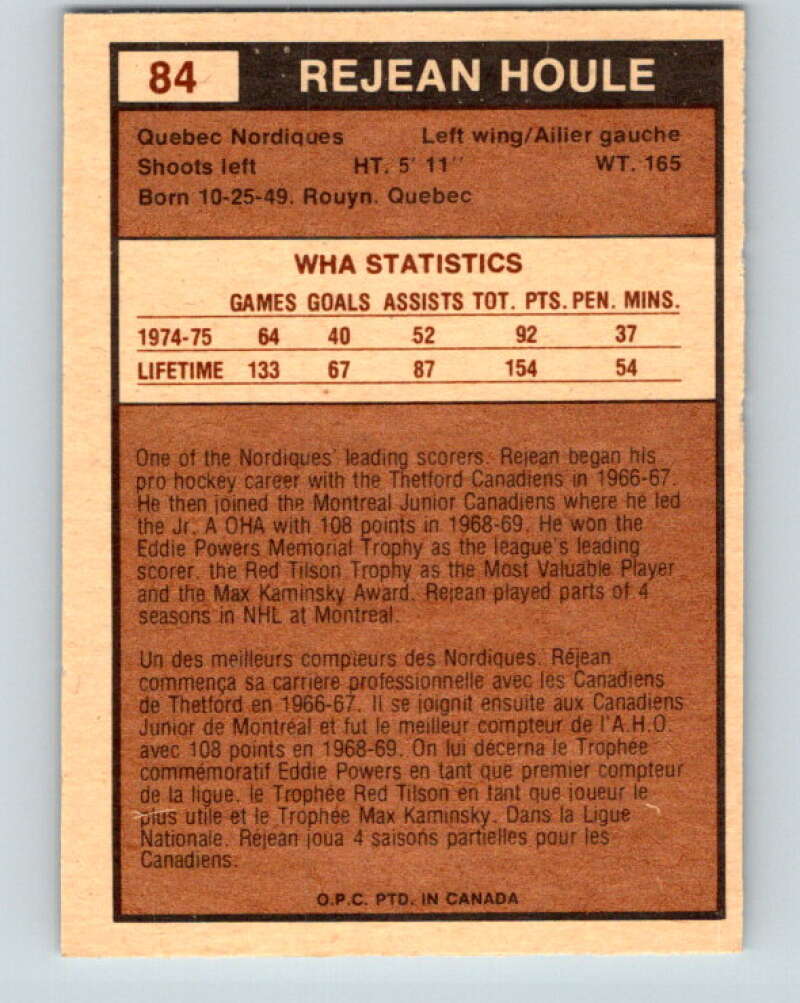 84 REJEAN HOULE
Quebec Nordiques Left wing/Ailier gauche
Shoots left HT. 5' 11'' WT. 165
Born 10-25-49. Rouyn. Quebec
WHA STATISTICS
GAMES GOALS ASSISTS TOT. PTS. PEN. MINS.
1974-75 64 40 52 92 37
LIFETIME 133 67 87 154 54
One of the Nordiques' leading scorers. Rejean began his
pro hockey career with the Thetford Canadiens in 1966-67.
He then joined the Montreal Junior Canadiens where he led
the Jr. A OHA with 108 points in 1968-69. He won the
Eddie Powers Memorial Trophy as the league's leading
scorer, the Red Tilson Trophy as the Most Valuable Player
and the Max Kaminsky Award. Rejean played parts of 4
seasons in NHL at Montreal.
Un des meilleurs compteurs des Nordiques. Réjean
commença sa carrière professionnelle avec les Canadiens
de Thetford en 1966-67. Il se joignit ensuite aux Canadiens
Junior de Montréal et fut le meilleur compteur de l'A.H.O.
avec 108 points en 1968-69. On lui décerna le Trophée
commémoratif Eddie Powers en tant que premier compteur
de la ligue, le Trophée Red Tilson en tant que joueur le
plus utile et le Trophée Max Kaminsky. Dans la Ligue
Nationale. Réjean joua 4 saisons partielles pour les
Canadiens.
O.P.C. PTD. IN CANADA